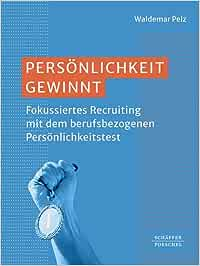 Waldemar Pelz
PERSÖNLICHKEIT
GEWINNT
Fokussiertes Recruiting
mit dem berufsbezogenen
Persönlichkeitstest
SCHÄFFER
POESCHEL